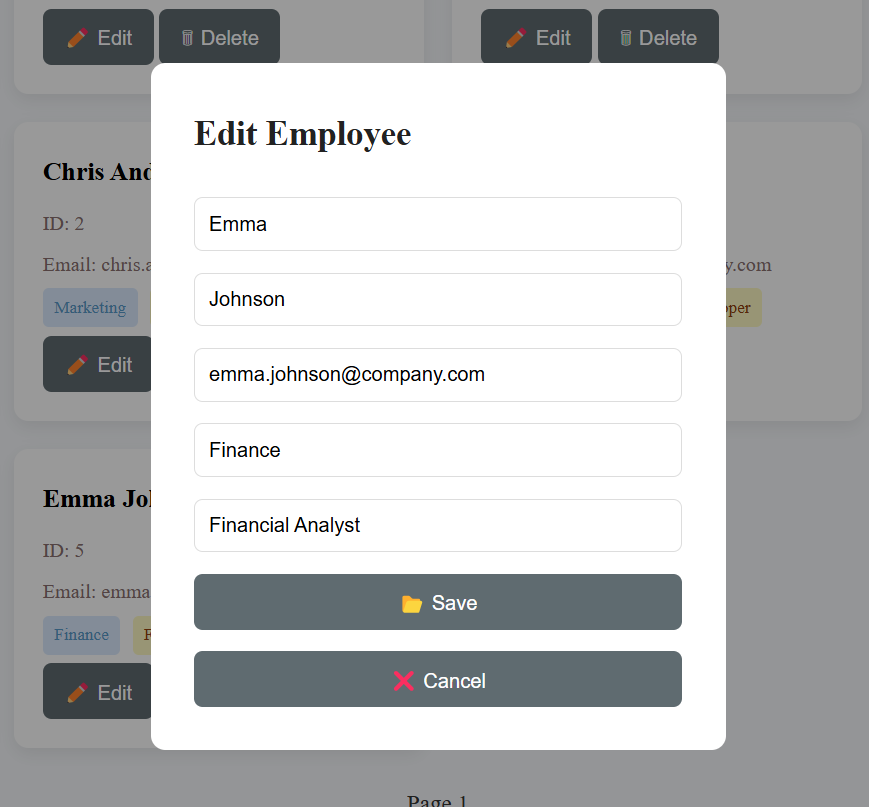 Edit Delete Edit Delete
Edit Employee
Chris And
Emma
ID: 2
Email: chris.a
y.com
Johnson
Marketing
oper
Edit
emma.johnson@company.com
Finance
Emma Jo
Financial Analyst
ID: 5
Email: emma
Save
Finance F
Edit
Cancel
Page 1